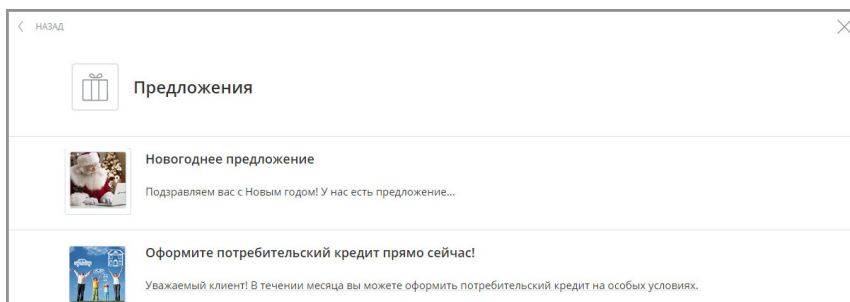 НАЗАД
Предложения
Новогоднее предложение
Подзравляем вас с Новым годом! У нас есть предложение...
Оформите потребительский кредит прямо сейчас!
Уважаемый клиент! В течении месяца вы можете оформить потребительский кредит на особых условиях.